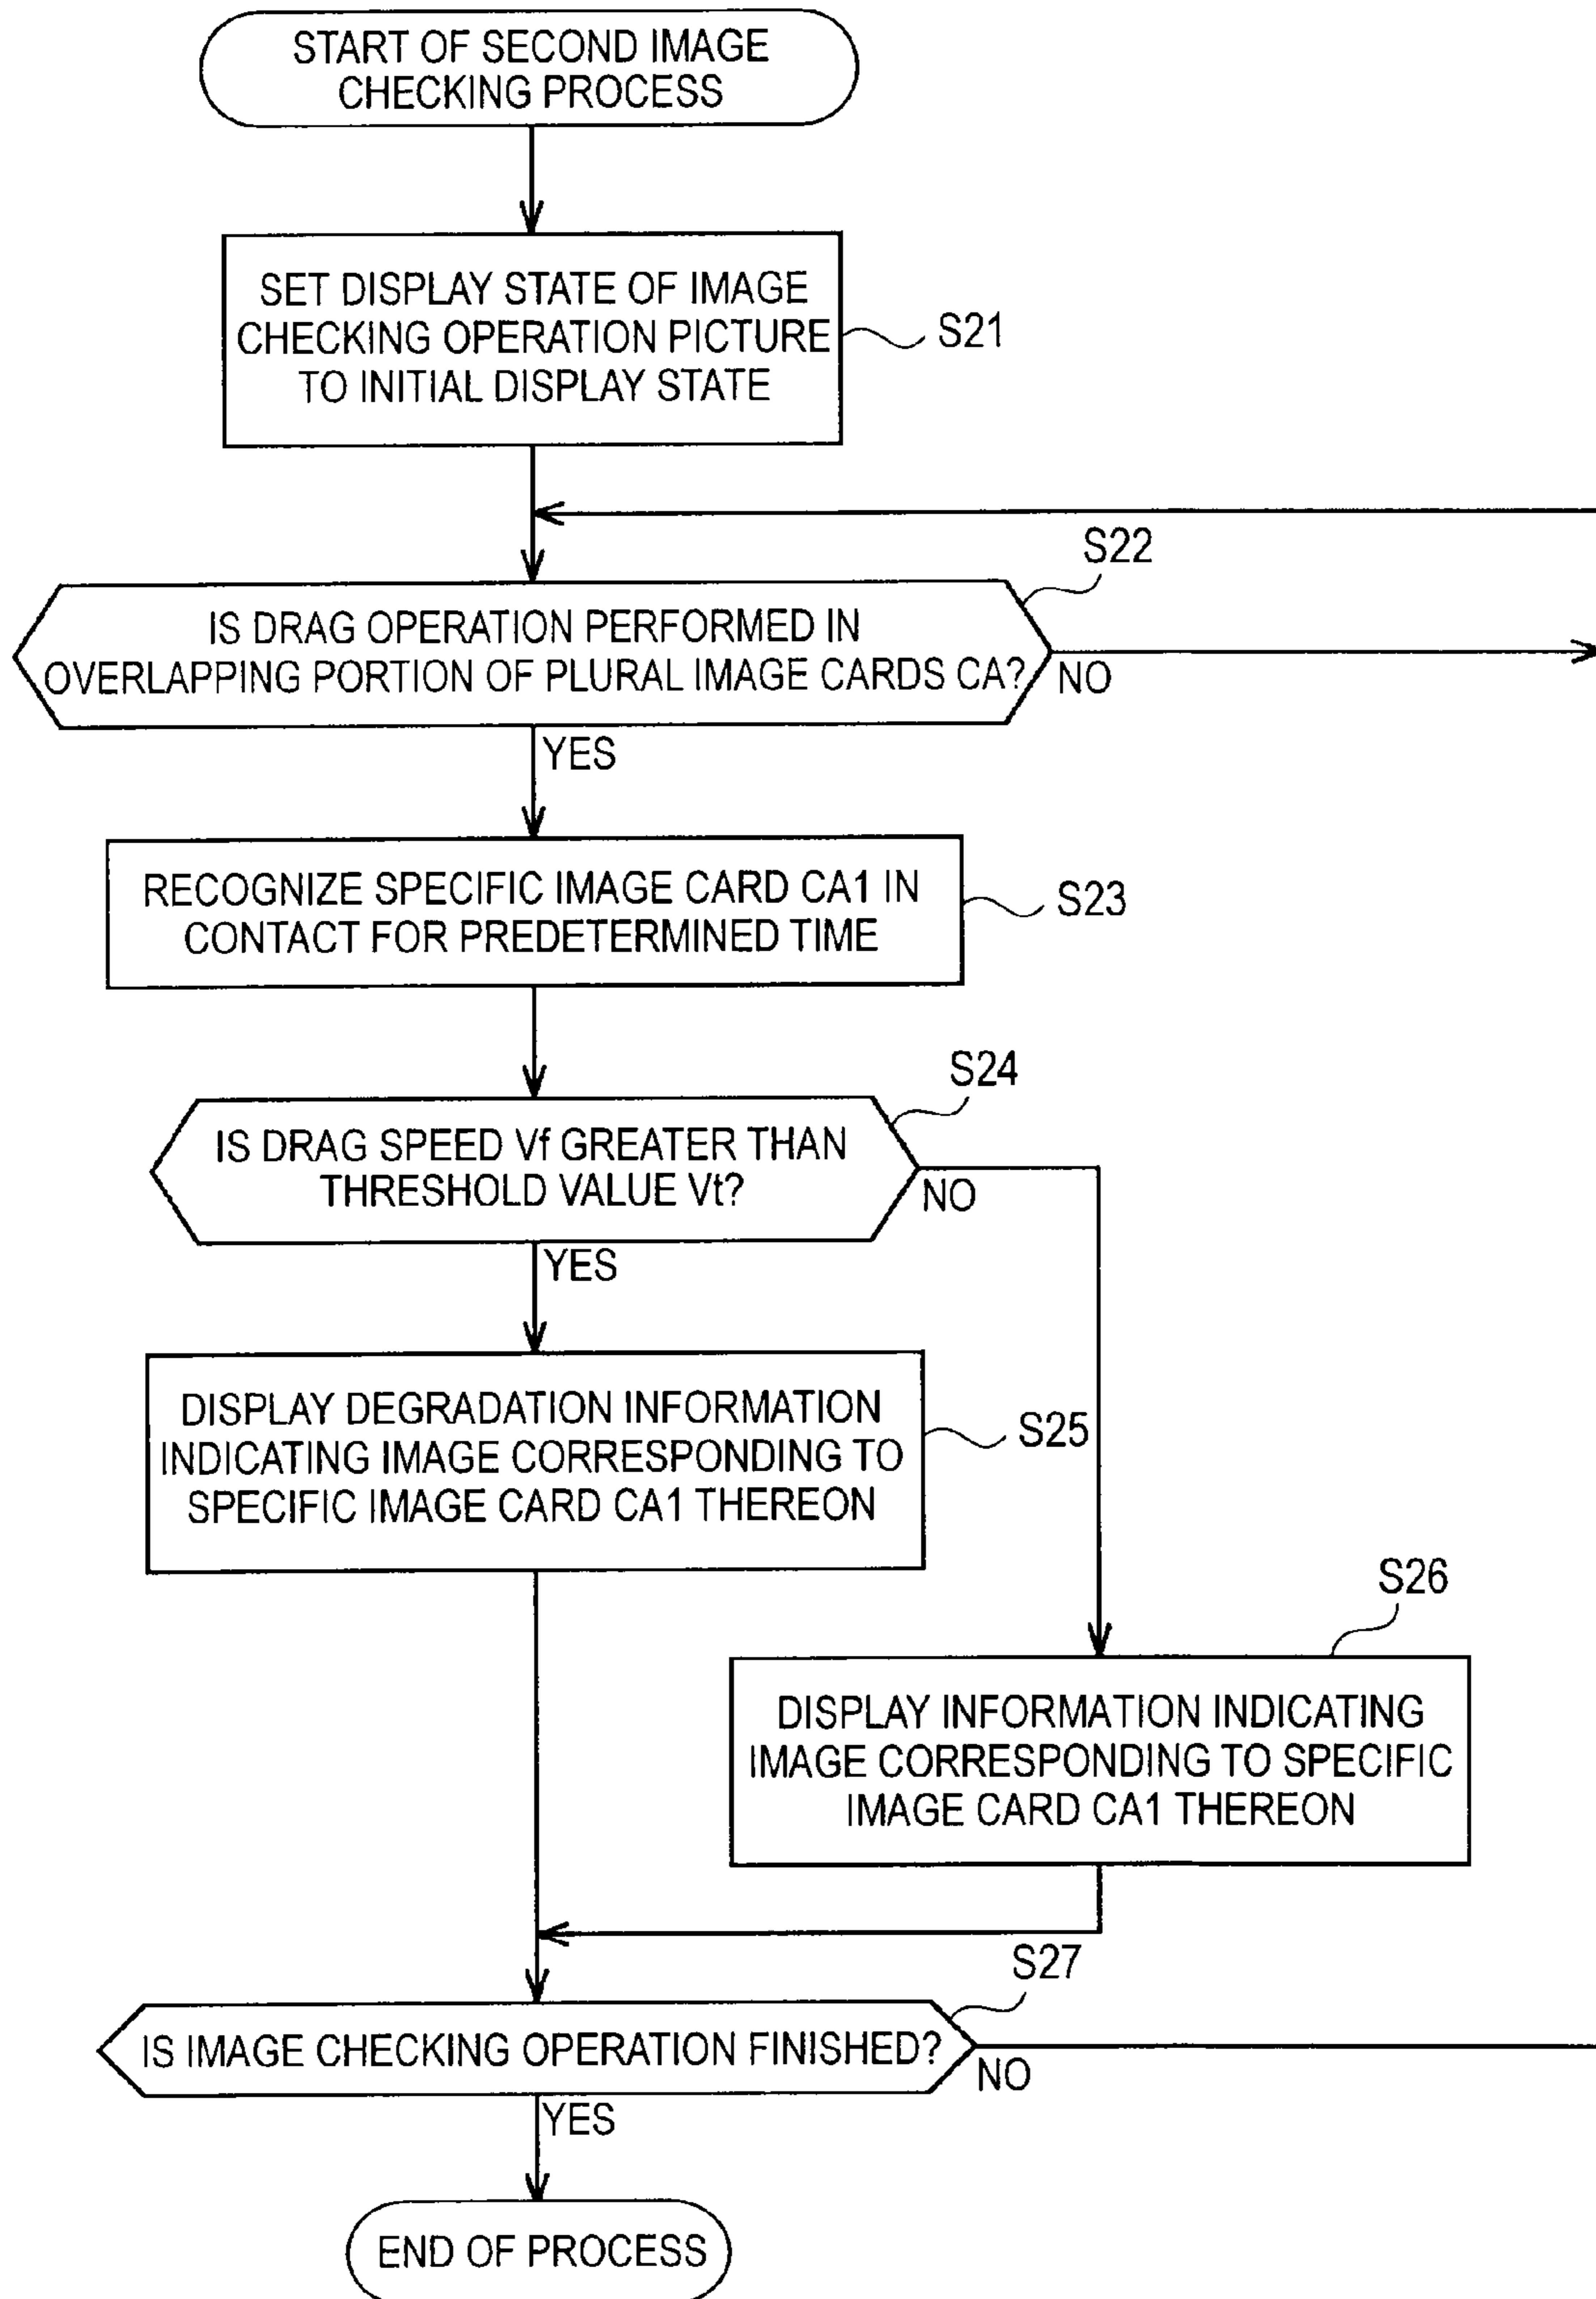 START OF SECOND IMAGE
CHECKING PROCESS
SET DISPLAY STATE OF IMAGE
CHECKING OPERATION PICTURE
TO INITIAL DISPLAY STATE
S21
S22
IS DRAG OPERATION PERFORMED IN
OVERLAPPING PORTION OF PLURAL IMAGE CARDS CA?
NO
YES
RECOGNIZE SPECIFIC IMAGE CARD CA1 IN
CONTACT FOR PREDETERMINED TIME
S23
S24
IS DRAG SPEED Vf GREATER THAN
THRESHOLD VALUE Vt?
NO
YES
DISPLAY DEGRADATION INFORMATION
INDICATING IMAGE CORRESPONDING TO
SPECIFIC IMAGE CARD CA1 THEREON
S25
S26
DISPLAY INFORMATION INDICATING
IMAGE CORRESPONDING TO SPECIFIC
IMAGE CARD CA1 THEREON
S27
IS IMAGE CHECKING OPERATION FINISHED?
NO
YES
END OF PROCESS